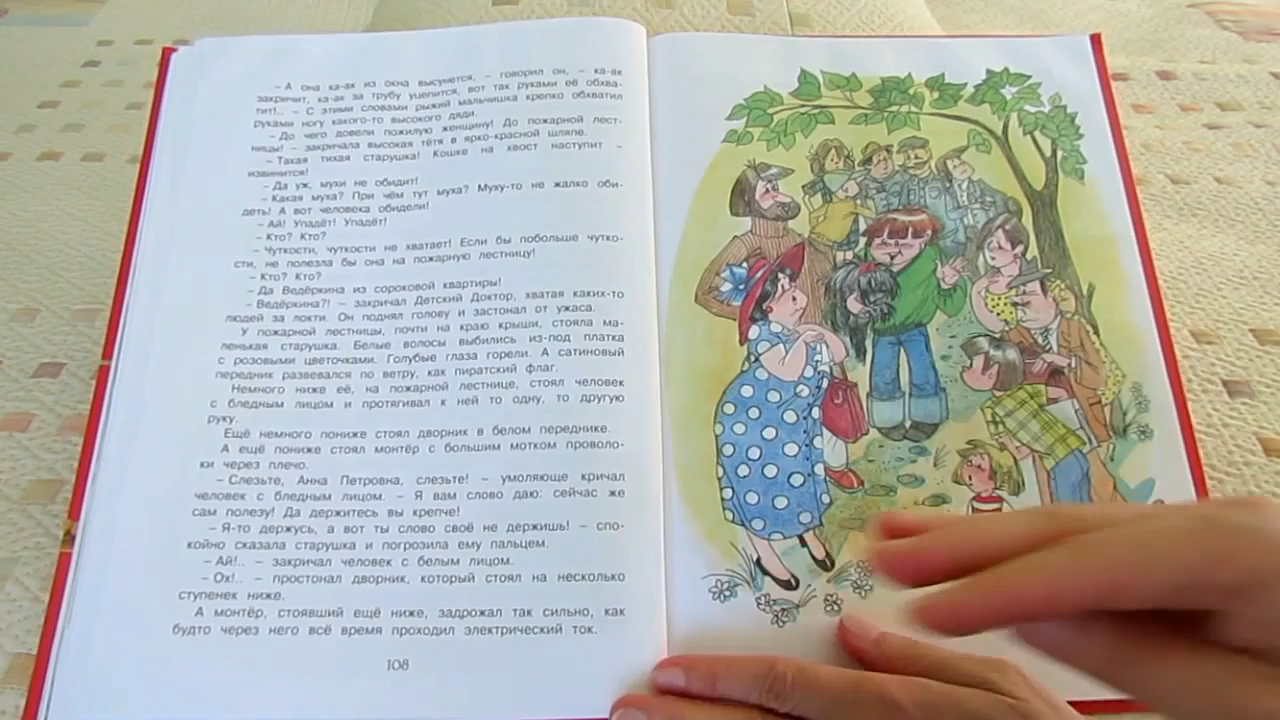 – А она ка-ак из окна высунется, – говорил он, – ка-ак
закричит, ка-ак за трубу уцепится, вот так руками её обхва-
тит!.. – С этими словами рыжий мальчишка крепко обхватил
руками ногу какого-то высокого дяди.
– До чего довели пожилую женщину! До пожарной лест-
ницы! – закричала высокая тётя в ярко-красной шляпе.
– Такая тихая старушка! Кошке на хвост наступит –
извинится!
– Да уж, мухи не обидит!
– Какая муха? При чём тут муха? Муху-то не жалко оби-
деть! А вот человека обидели!
– Ай! Упадёт! Упадёт!
– Кто? Кто?
– Чуткости, чуткости не хватает! Если бы побольше чутко-
сти, не полезла бы она на пожарную лестницу!
– Кто? Кто?
– Да Ведёркина из сороковой квартиры!
– Ведёркина?! – закричал Детский Доктор, хватая каких-то
людей за локти. Он поднял голову и застонал от ужаса.
У пожарной лестницы, почти на краю крыши, стояла ма-
ленькая старушка. Белые волосы выбились из-под платка
с розовыми цветочками. Голубые глаза горели. А сатиновый
передник развевался по ветру, как пиратский флаг.
Немного ниже её, на пожарной лестнице, стоял человек
с бледным лицом и протягивал к ней то одну, то другую
руку.
Ещё немного пониже стоял дворник в белом переднике.
А ещё пониже стоял монтёр с большим мотком проволо-
ки через плечо.
– Слезьте, Анна Петровна, слезьте! – умоляюще кричал
человек с бледным лицом. – Я вам слово даю: сейчас же
сам полезу! Да держитесь вы крепче!
– Я-то держусь, а вот ты слово своё не держишь! – спо-
койно сказала старушка и погрозила ему пальцем.
– Ай!.. – закричал человек с белым лицом.
– Ох!.. – простонал дворник, который стоял на несколько
ступенек ниже.
А монтёр, стоявший ещё ниже, задрожал так сильно, как
будто через него всё время проходил электрический ток.
108